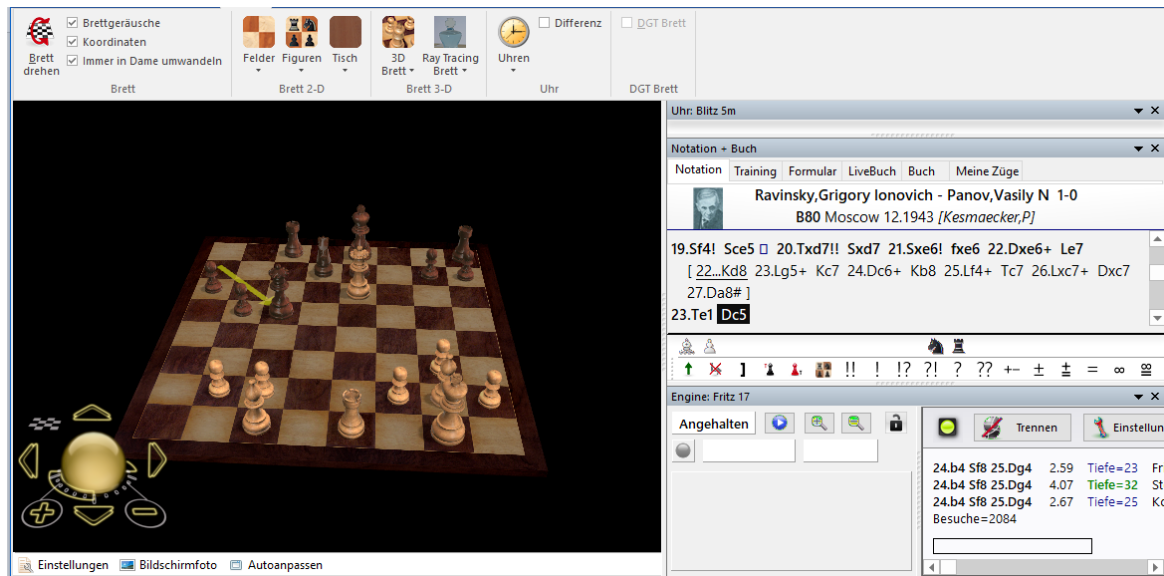 Brettgeräusche
Koordinaten
Immer in Dame umwandeln
Brett drehen
Brett
Felder Figuren Tisch
Brett 2-D
3D Brett Ray Tracing Brett
Brett 3-D
Uhren
Differenz
Uhr
DGT Brett
DGT Brett
Uhr: Blitz 5m
Notation + Buch
Notation Training Formular LiveBuch Buch Meine Züge
Ravinsky,Grigory Ionovich - Panov,Vasily N 1-0
B80 Moscow 12.1943 [Kesmaecker,P]
19.Sf4! Sce5 □ 20.Txd7!! Sxd7 21.Sxe6! fxe6 22.Dxe6+ Le7
[ 22...Kd8 23.Lg5+ Kc7 24.Dc6+ Kb8 25.Lf4+ Tc7 26.Lxc7+ Dxc7
27.Da8# ]
23.Te1 Dc5
!! ! !? ?! ? ?? +− ± ⩲ = ∞
Engine: Fritz 17
Angehalten
Trennen
Einstellun
24.b4 Sf8 25.Dg4 2.59 Tiefe=23 Fr
24.b4 Sf8 25.Dg4 4.07 Tiefe=32 St
24.b4 Sf8 25.Dg4 2.67 Tiefe=25 Kc
Besuche=2084
Einstellungen Bildschirmfoto Autoanpassen